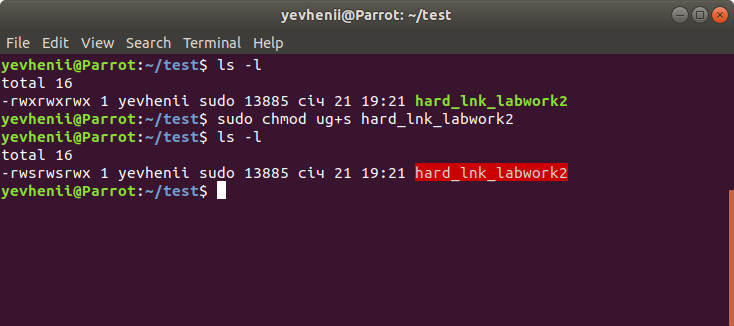 yevhenii@Parrot: ~/test
File Edit View Search Terminal Help
yevhenii@Parrot:~/test$ ls -l
total 16
-rwxrwxrwx 1 yevhenii sudo 13885 січ 21 19:21 hard_lnk_labwork2
yevhenii@Parrot:~/test$ sudo chmod ug+s hard_lnk_labwork2
yevhenii@Parrot:~/test$ ls -l
total 16
-rwsrwsrwx 1 yevhenii sudo 13885 січ 21 19:21 hard_lnk_labwork2
yevhenii@Parrot:~/test$